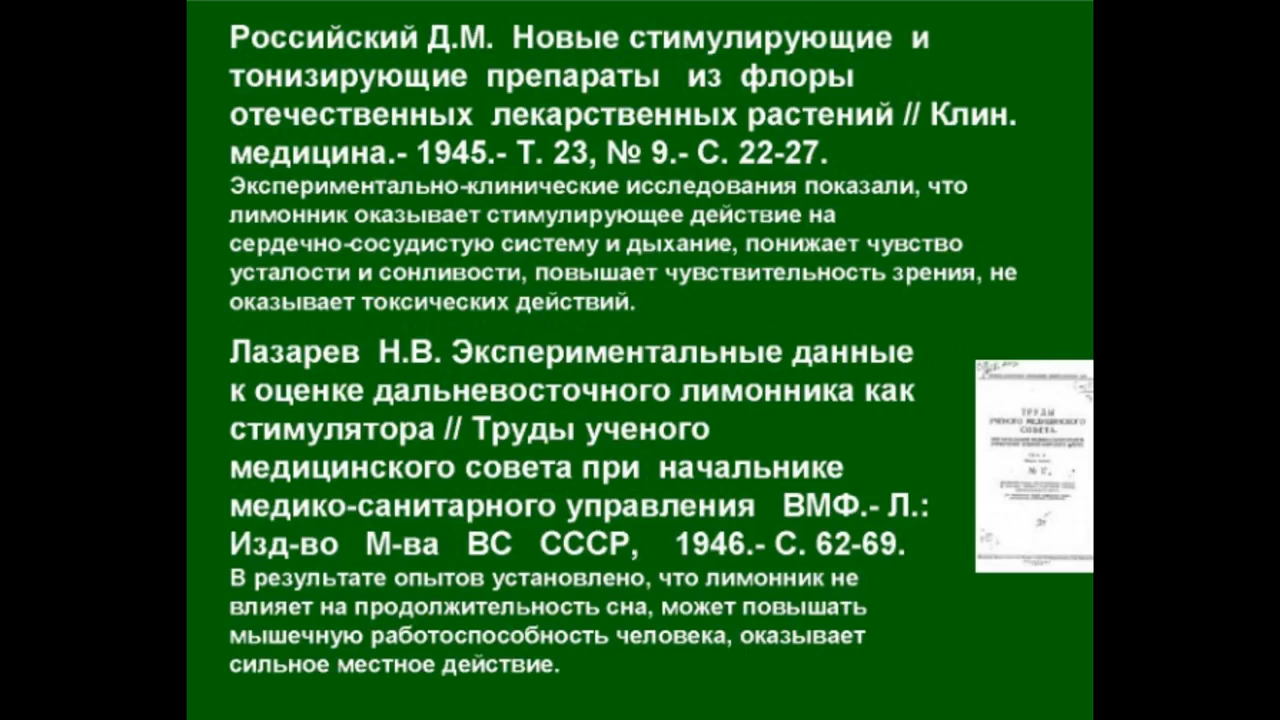 Российский Д.М. Новые стимулирующие и
тонизирующие препараты из флоры
отечественных лекарственных растений // Клин.
медицина.- 1945.- Т. 23, № 9.- С. 22-27.
Экспериментально-клинические исследования показали, что
лимонник оказывает стимулирующее действие на
сердечно-сосудистую систему и дыхание, понижает чувство
усталости и сонливости, повышает чувствительность зрения, не
оказывает токсических действий.
Лазарев Н.В. Экспериментальные данные
к оценке дальневосточного лимонника как
стимулятора // Труды ученого
медицинского совета при начальнике
медико-санитарного управления ВМФ.- Л.:
Изд-во М-ва ВС СССР, 1946.- С. 62-69.
В результате опытов установлено, что лимонник не
влияет на продолжительность сна, может повышать
мышечную работоспособность человека, оказывает
сильное местное действие.
ТРУДЫ
УЧЕНОГО МЕДИЦИНСКОГО
СОВЕТА